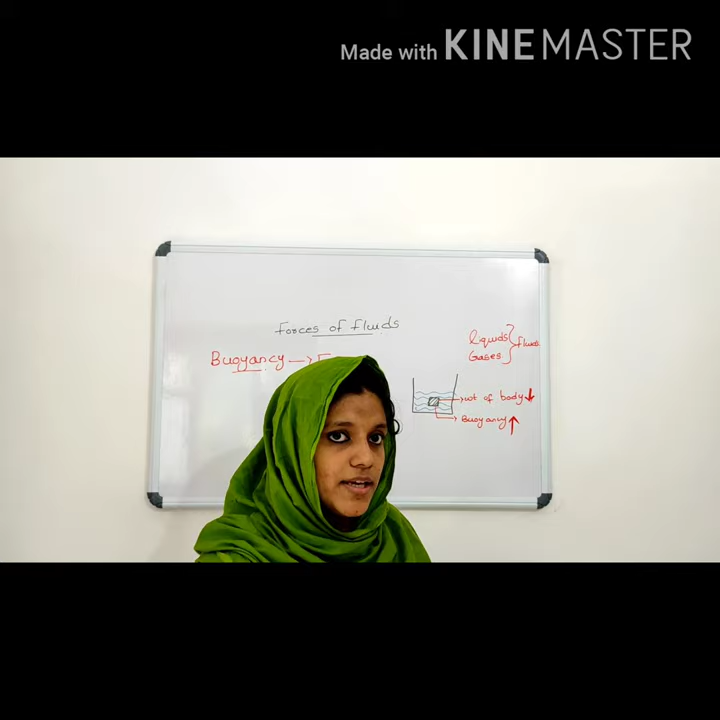 Made with KINEMASTER
Forces of Fluids
Buoyancy →
Liquids } Fluids
Gases
→ wt of body ↓
→ Buoyancy ↑